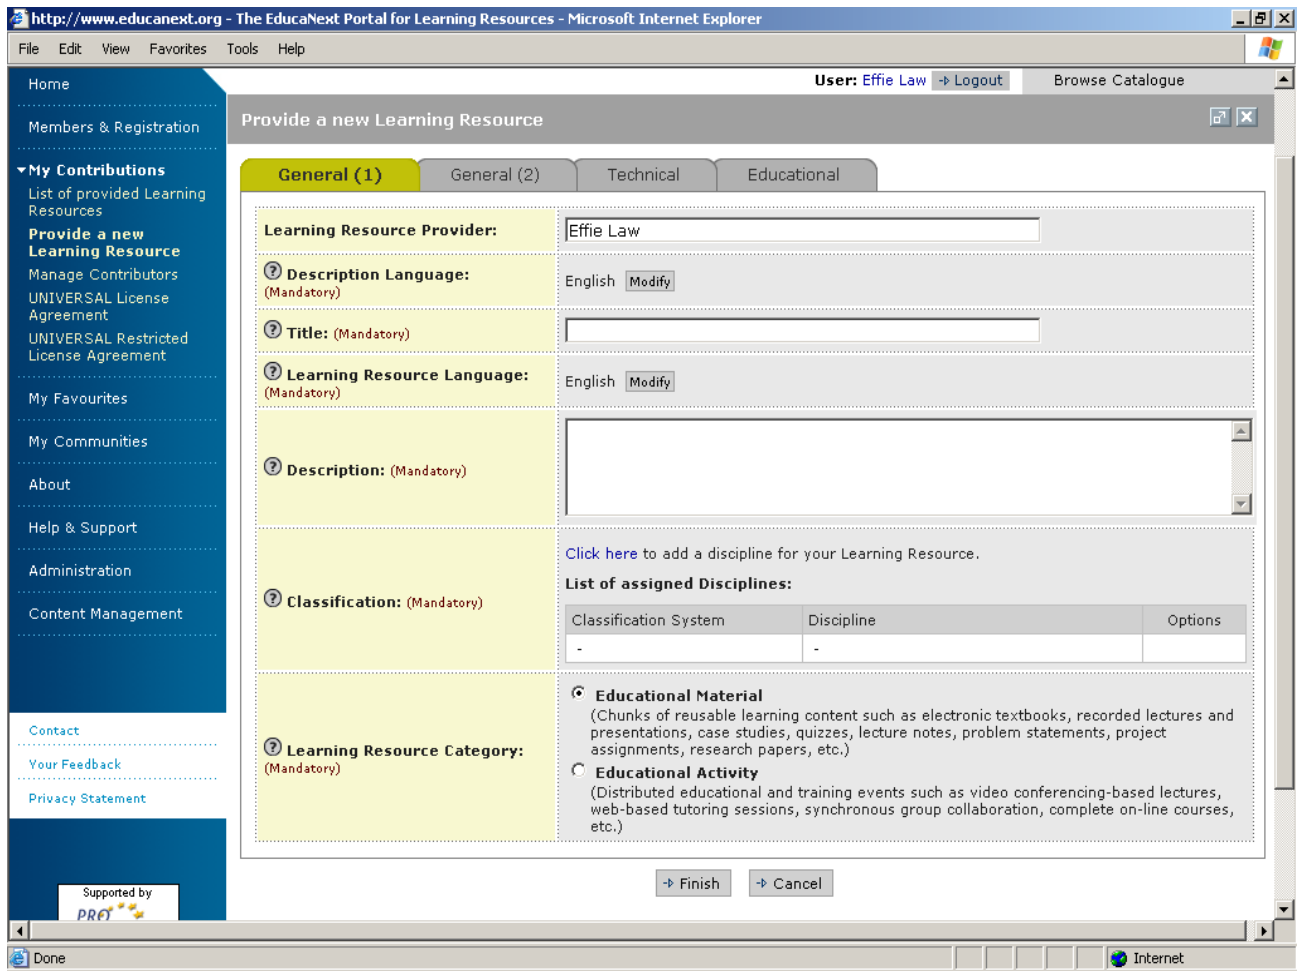 http://www.educanext.org - The EducaNext Portal for Learning Resources - Microsoft Internet Explorer
File Edit View Favorites Tools Help
User: Effie Law Logout Browse Catalogue
Home
Members & Registration
My Contributions
List of provided Learning
Resources
Provide a new
Learning Resource
Manage Contributors
UNIVERSAL License
Agreement
UNIVERSAL Restricted
License Agreement
My Favourites
My Communities
About
Help & Support
Administration
Content Management
Contact
Your Feedback
Privacy Statement
Supported by
PRO
Provide a new Learning Resource
General (1) General (2) Technical Educational
Learning Resource Provider: Effie Law
? Description Language:
(Mandatory)
English Modify
? Title: (Mandatory)
? Learning Resource Language:
(Mandatory)
English Modify
? Description: (Mandatory)
? Classification: (Mandatory)
Click here to add a discipline for your Learning Resource.
List of assigned Disciplines:
Classification System Discipline Options
- -
? Learning Resource Category:
(Mandatory)
Educational Material
(Chunks of reusable learning content such as electronic textbooks, recorded lectures and
presentations, case studies, quizzes, lecture notes, problem statements, project
assignments, research papers, etc.)
Educational Activity
(Distributed educational and training events such as video conferencing-based lectures,
web-based tutoring sessions, synchronous group collaboration, complete on-line courses,
etc.)
Finish Cancel
Done Internet